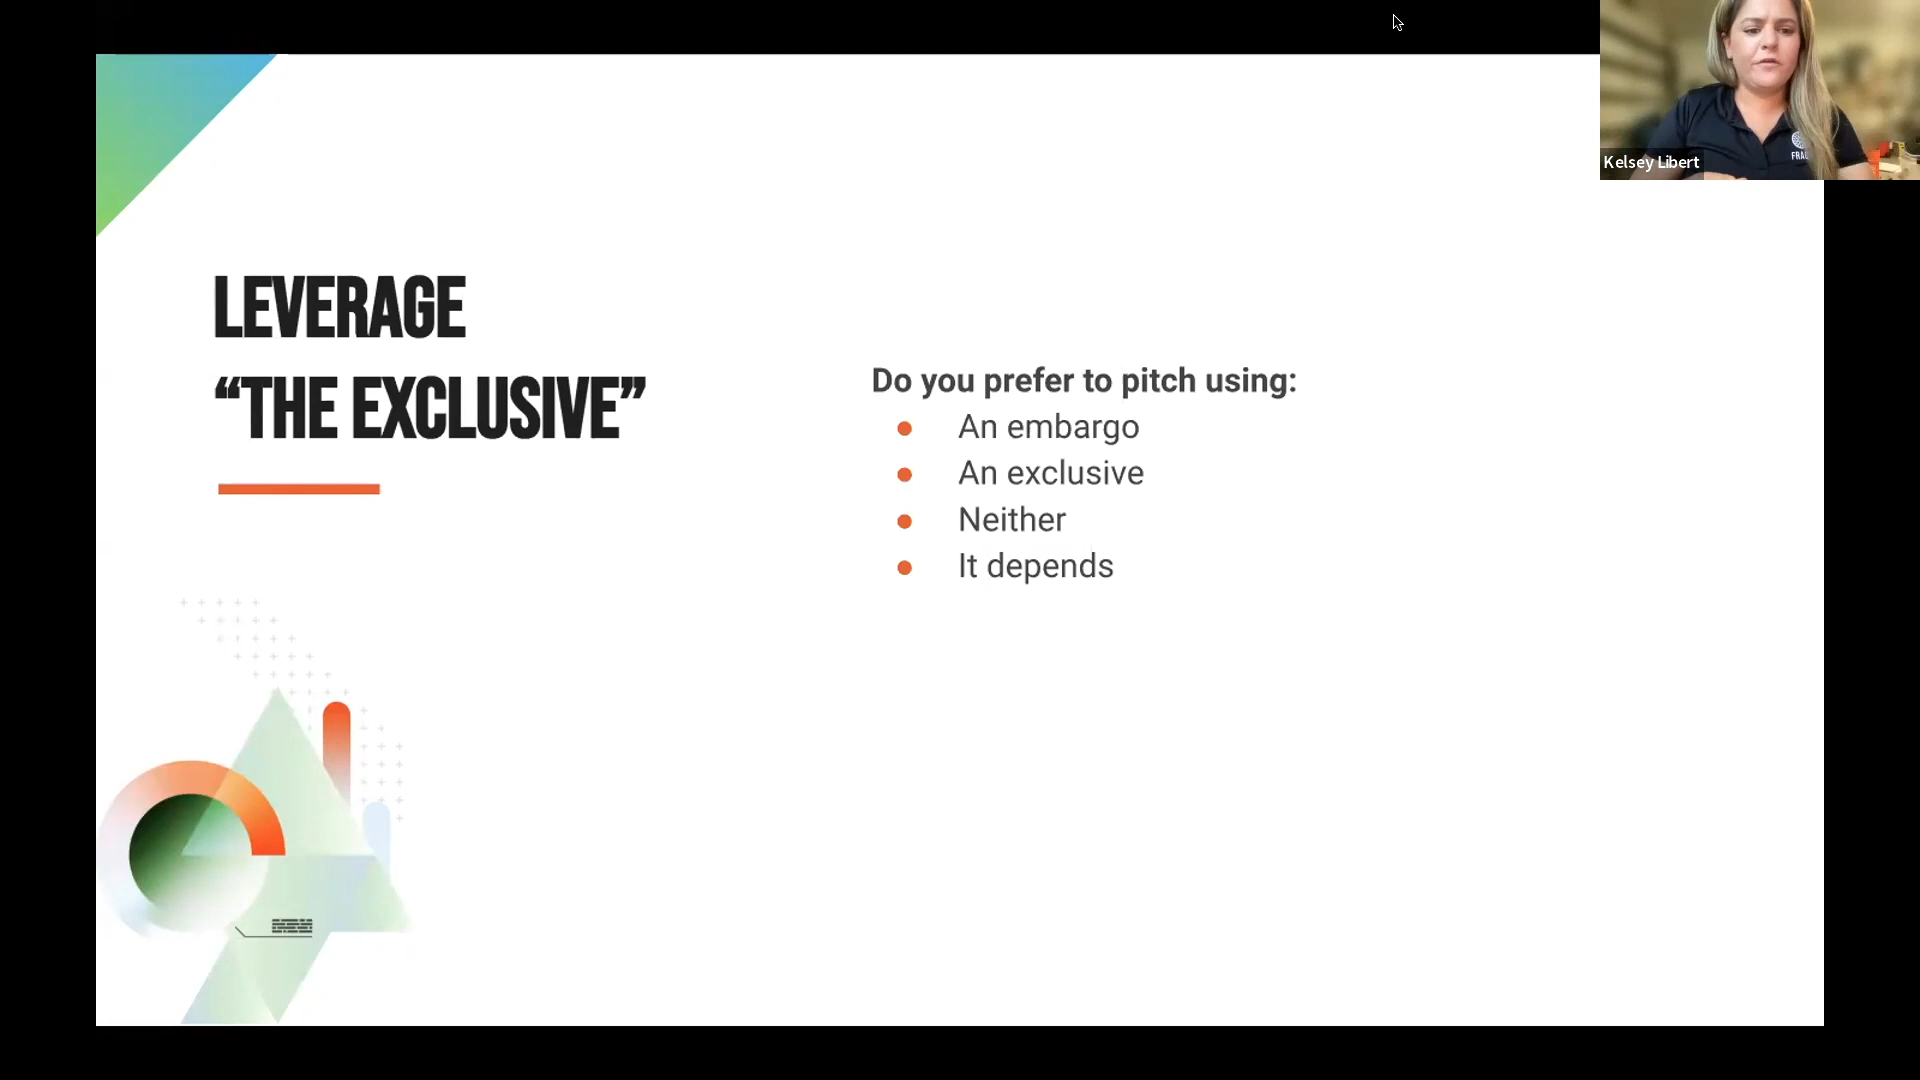 LEVERAGE
“THE EXCLUSIVE”
Do you prefer to pitch using:
● An embargo
● An exclusive
● Neither
● It depends
Kelsey Libert